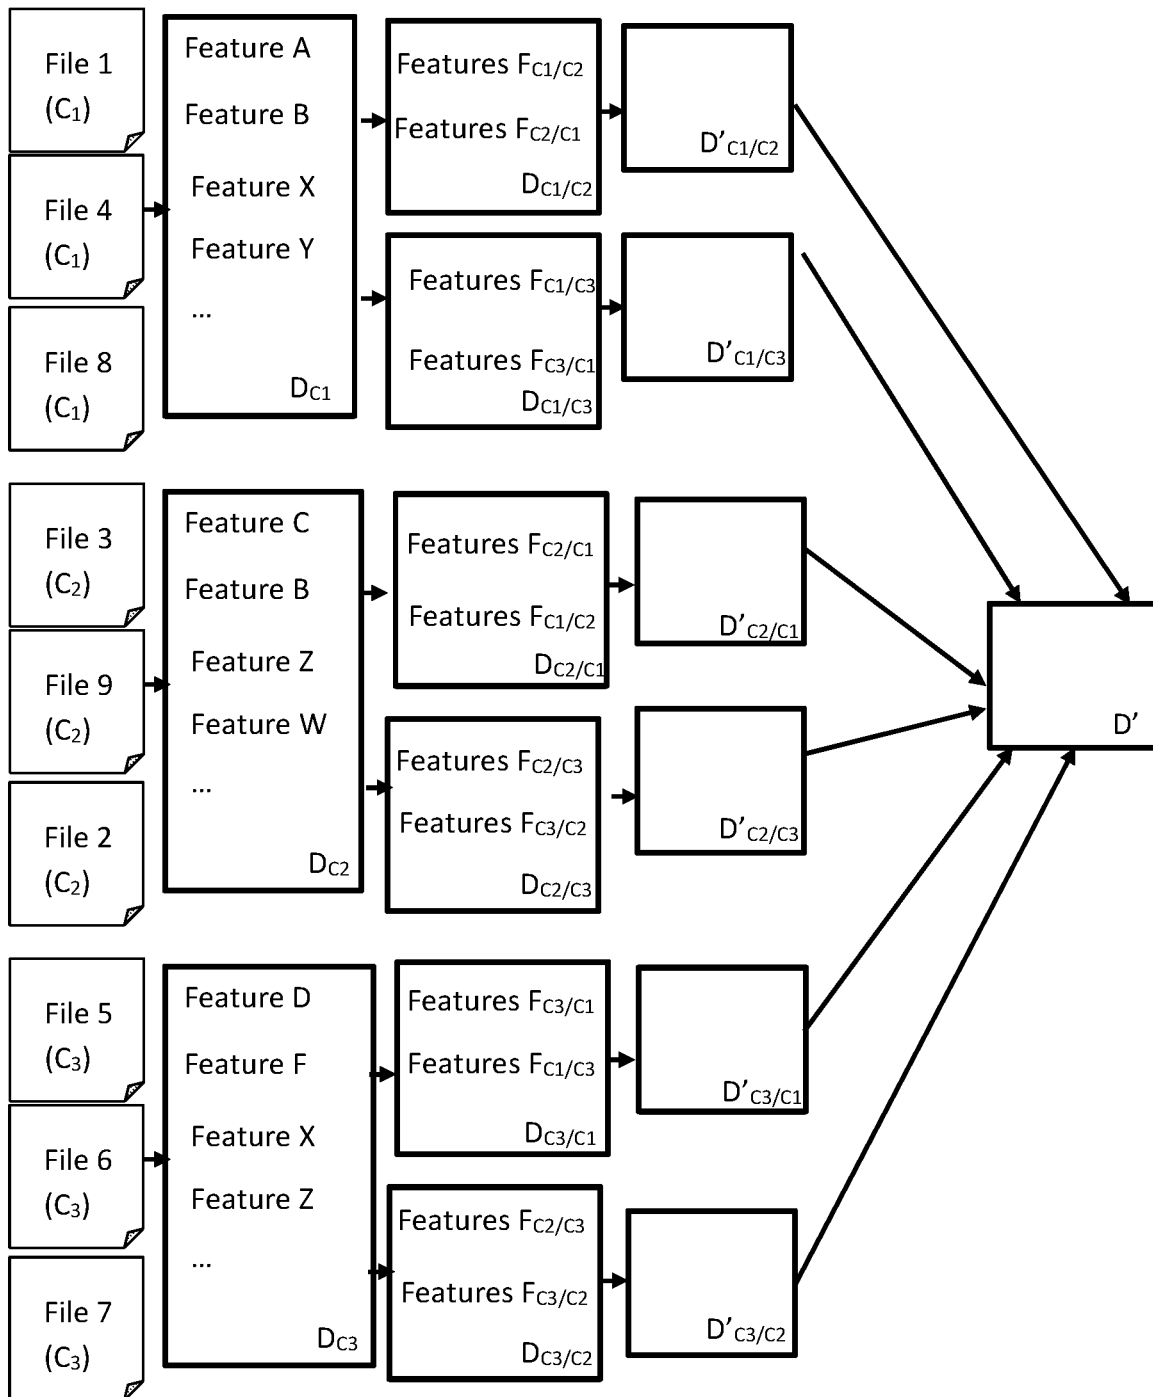 File 1
(C1)
File 4
(C1)
File 8
(C1)
Feature A
Feature B
Feature X
Feature Y
...
DC1
Features FC1/C2
Features FC2/C1
DC1/C2
D'C1/C2
Features FC1/C3
Features FC3/C1
DC1/C3
D'C1/C3
File 3
(C2)
File 9
(C2)
File 2
(C2)
Feature C
Feature B
Feature Z
Feature W
...
DC2
Features FC2/C1
Features FC1/C2
DC2/C1
D'C2/C1
Features FC2/C3
Features FC3/C2
DC2/C3
D'C2/C3
D'
File 5
(C3)
File 6
(C3)
File 7
(C3)
Feature D
Feature F
Feature X
Feature Z
...
DC3
Features FC3/C1
Features FC1/C3
DC3/C1
D'C3/C1
Features FC2/C3
Features FC3/C2
DC3/C2
D'C3/C2